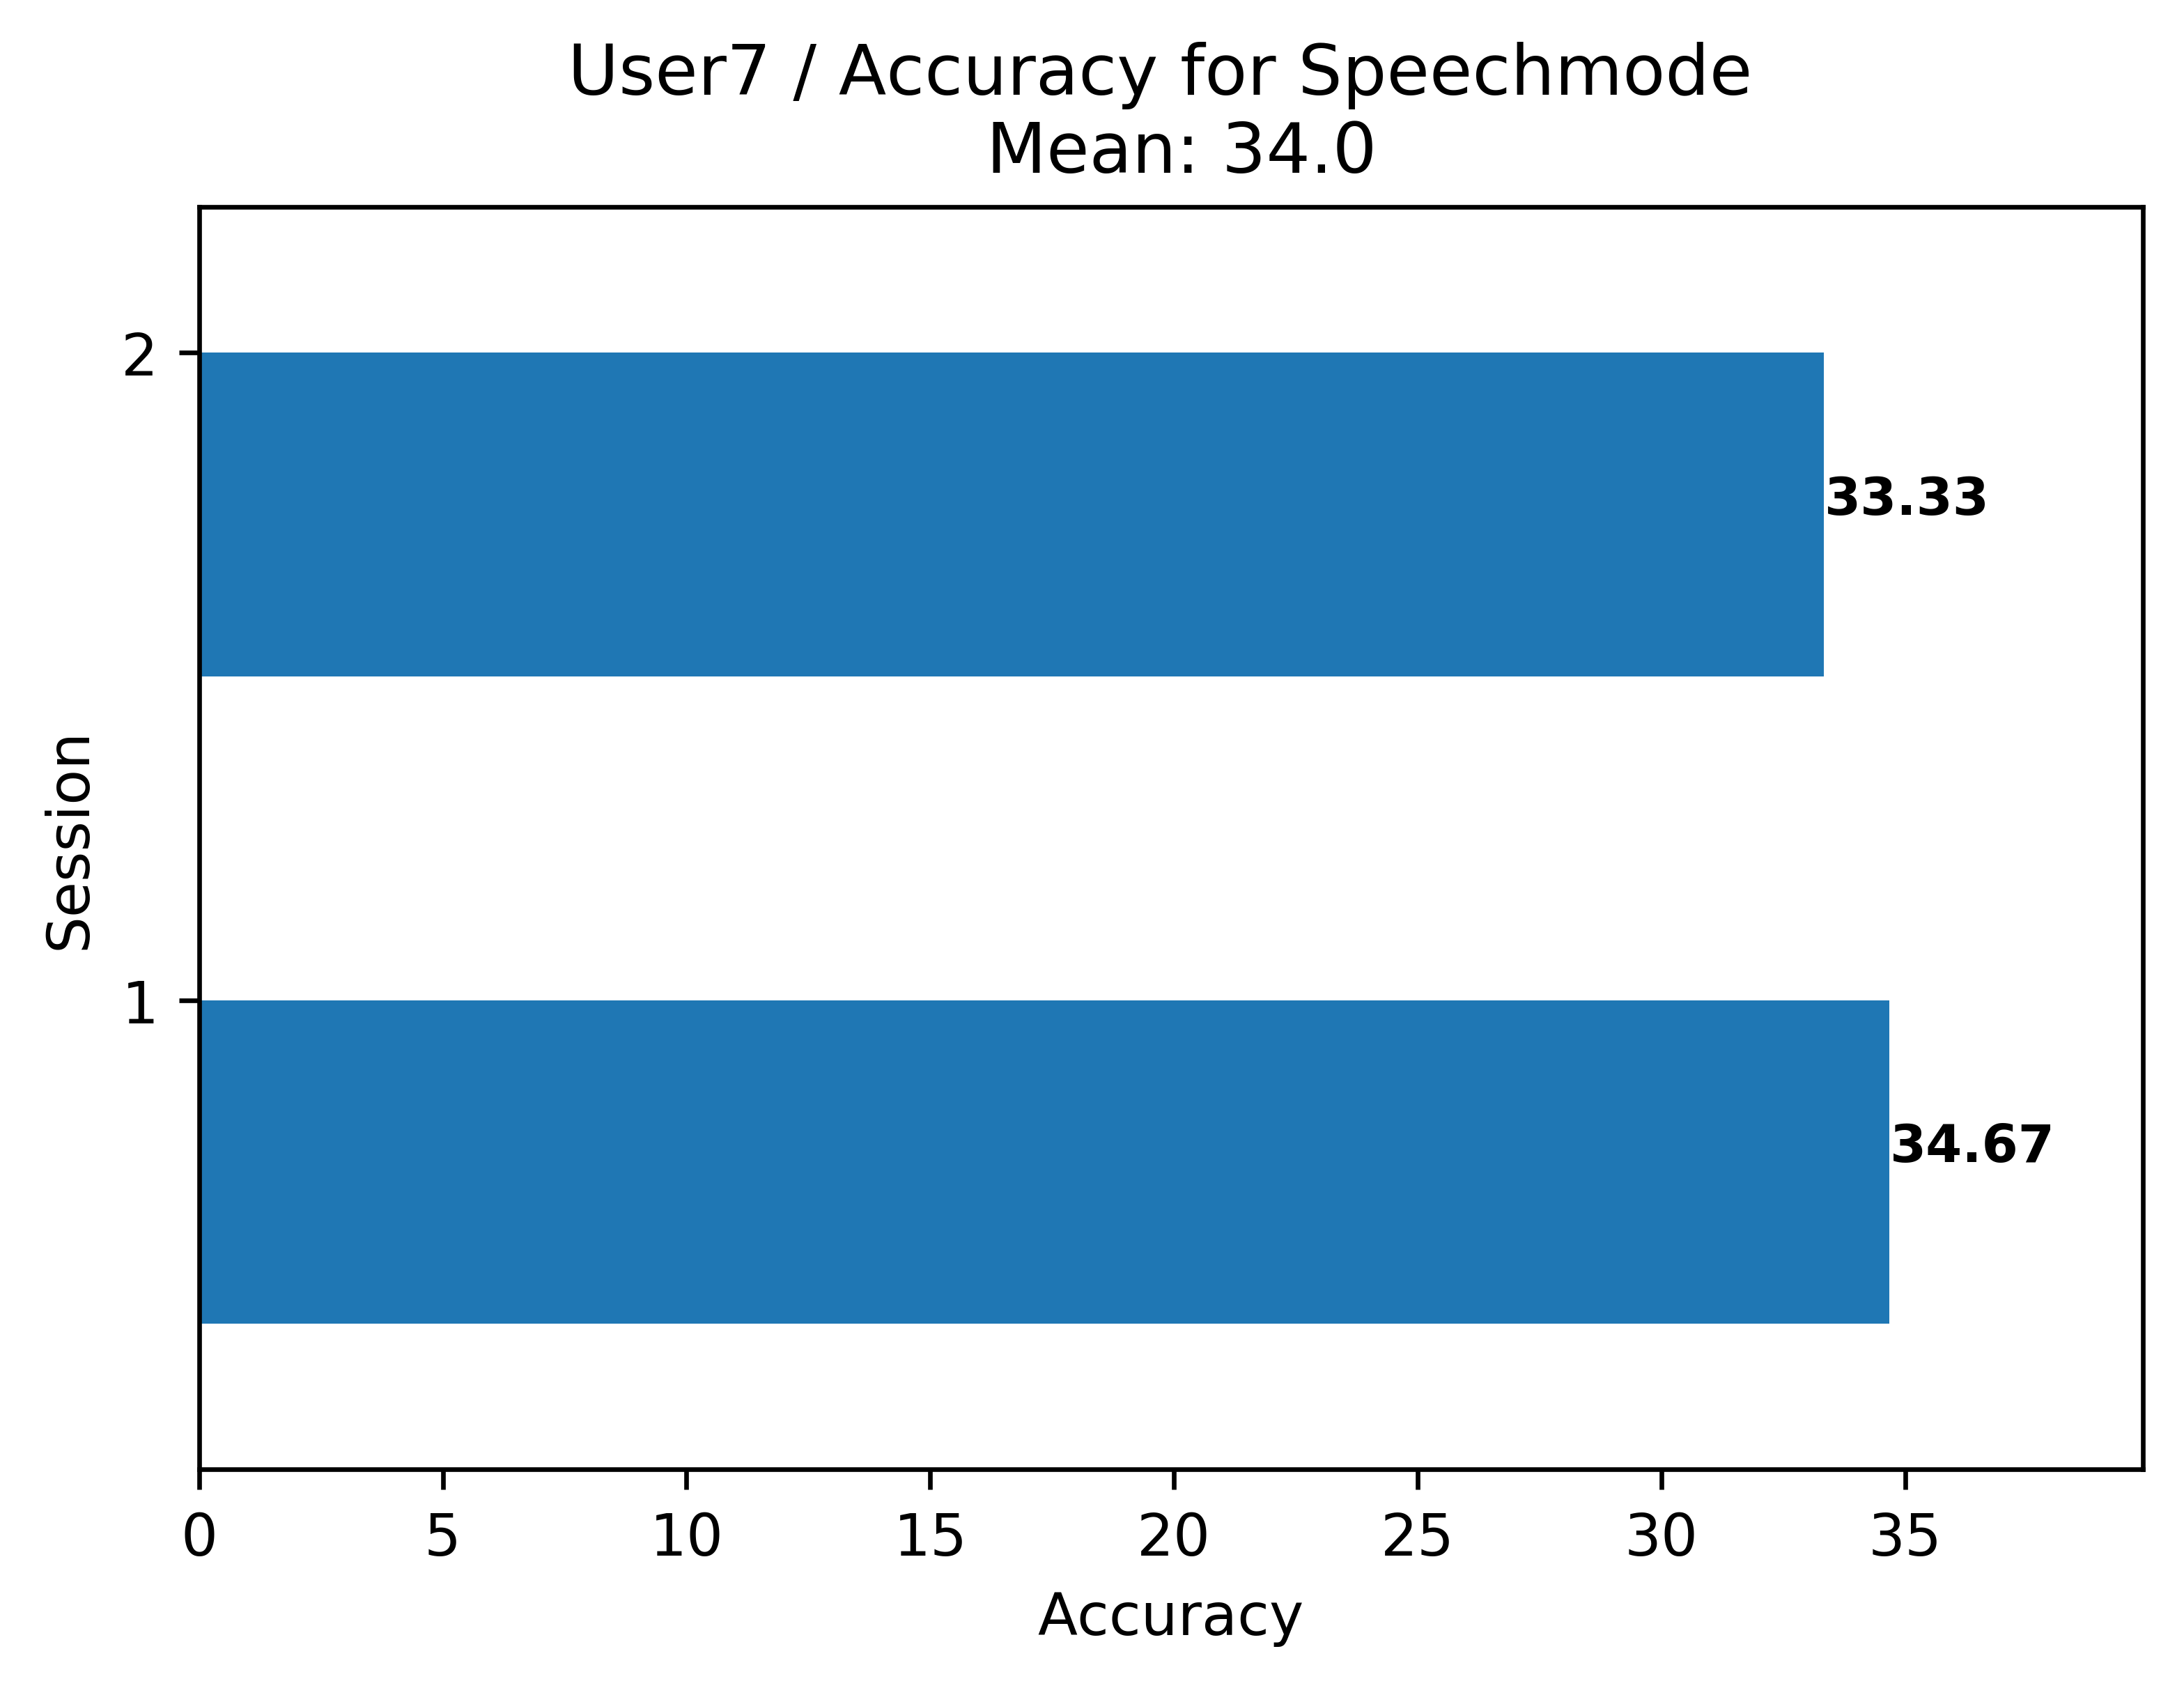 User7 / Accuracy for Speechmode
Mean: 34.0
2
33.33
Session
1
34.67
0 5 10 15 20 25 30 35
Accuracy